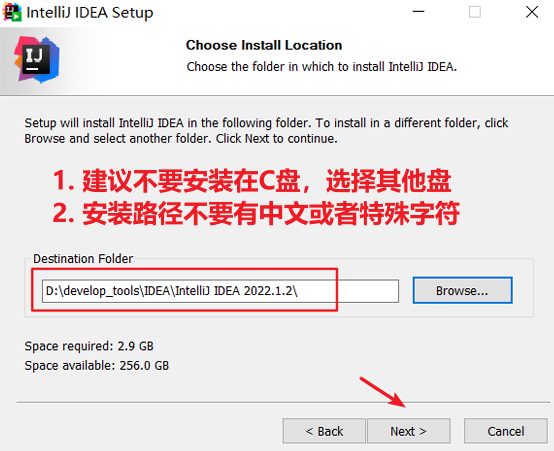 IntelliJ IDEA Setup
IJ
Choose Install Location
Choose the folder in which to install IntelliJ IDEA.
Setup will install IntelliJ IDEA in the following folder. To install in a different folder, click
Browse and select another folder. Click Next to continue.
1. 建议不要安装在C盘，选择其他盘
2. 安装路径不要有中文或者特殊字符
Destination Folder
D:\develop_tools\IDEA\IntelliJ IDEA 2022.1.2\
Browse...
Space required: 2.9 GB
Space available: 256.0 GB
< Back
Next >
Cancel